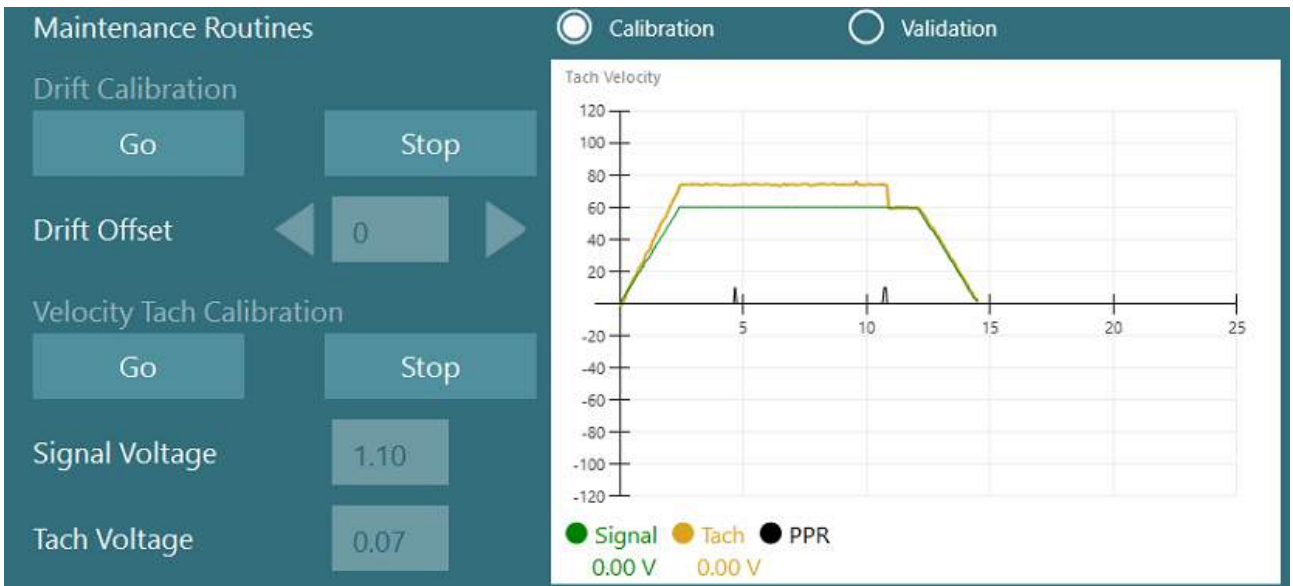 Maintenance Routines
Calibration
Validation
Drift Calibration
Go
Stop
Drift Offset
0
Velocity Tach Calibration
Go
Stop
Signal Voltage
1.10
Tach Voltage
0.07
Tach Velocity
120
100
80
60
40
20
-20
-40
-60
-80
-100
-120
5
10
15
20
25
Signal
Tach
PPR
0.00 V
0.00 V